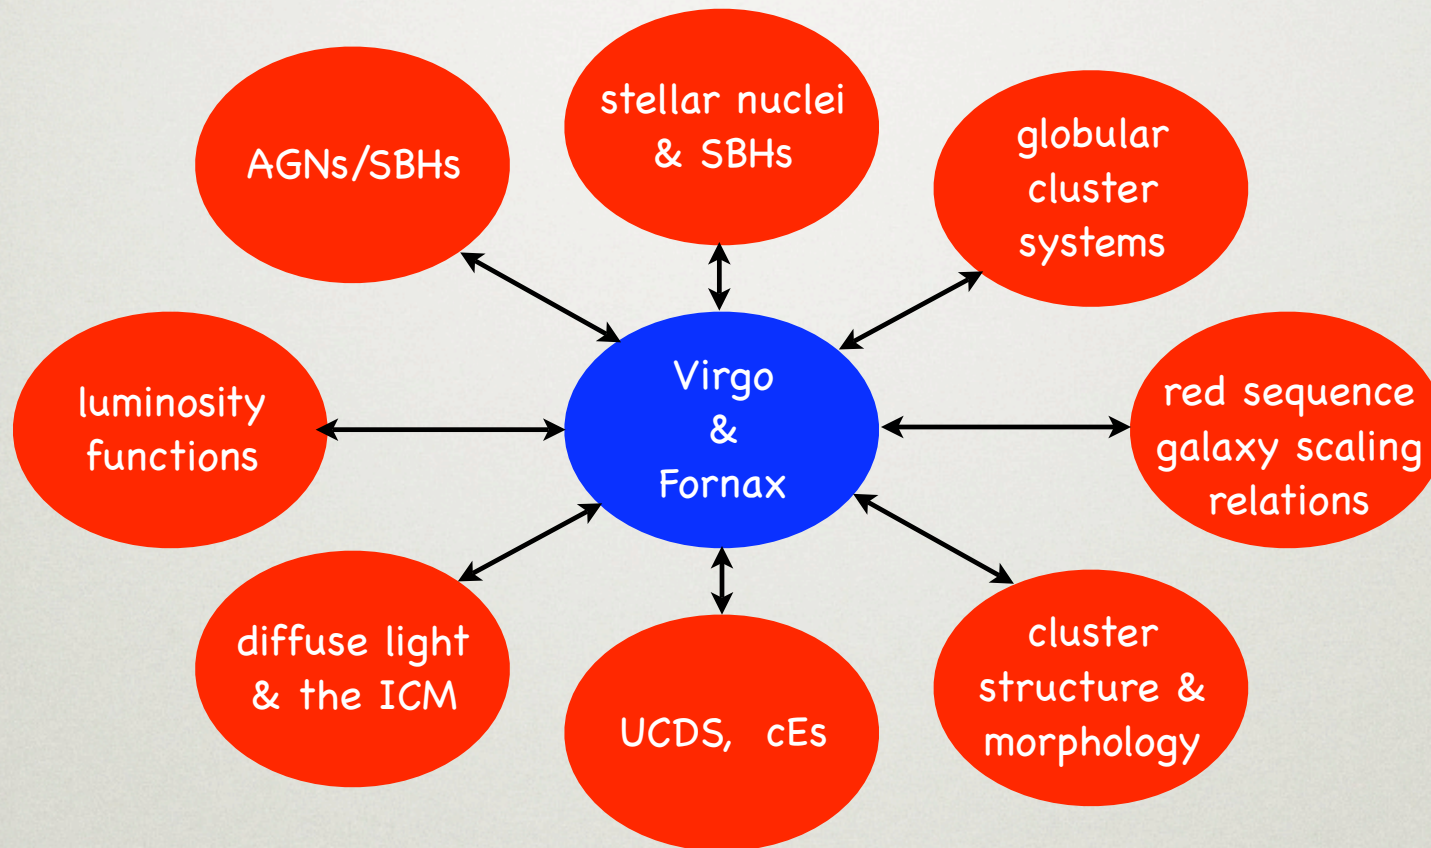 stellar nuclei
& SBHs
AGNs/SBHs
globular
cluster
systems
luminosity
functions
Virgo
&
Fornax
red sequence
galaxy scaling
relations
diffuse light
& the ICM
UCDS, cEs
cluster
structure &
morphology